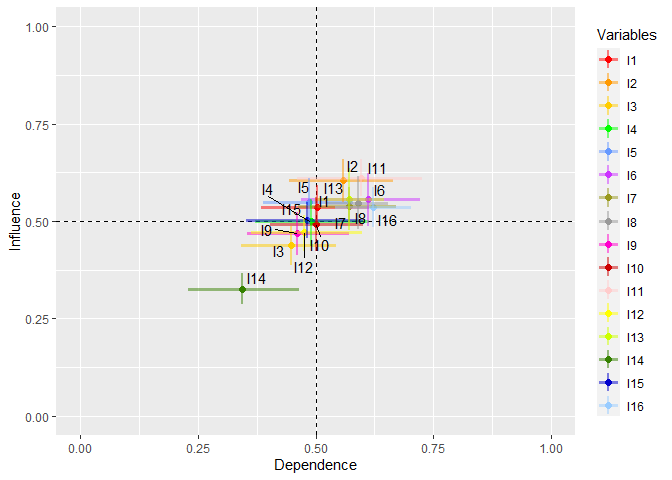 1.00
0.75
0.50
0.25
0.00
Influence
I2
I11
I5
I13
I4
I6
I1
I15
I7
I8
I16
I9
I10
I3
I12
I14
0.00 0.25 0.50 0.75 1.00
Dependence
Variables
I1
I2
I3
I4
I5
I6
I7
I8
I9
I10
I11
I12
I13
I14
I15
I16